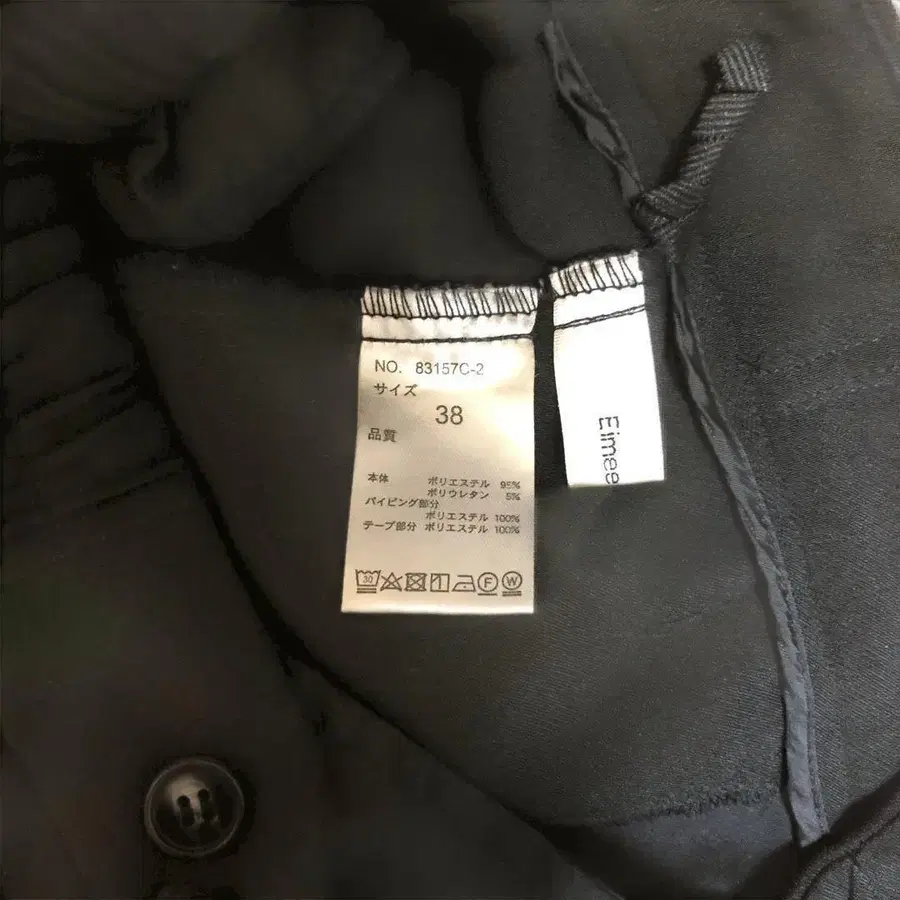 NO. 83157C-2
サイズ
38
品質
本体 ポリエステル 95%
ポリウレタン 5%
パイピング部分
ポリエステル 100%
テープ部分 ポリエステル 100%
30
F W
Eimee